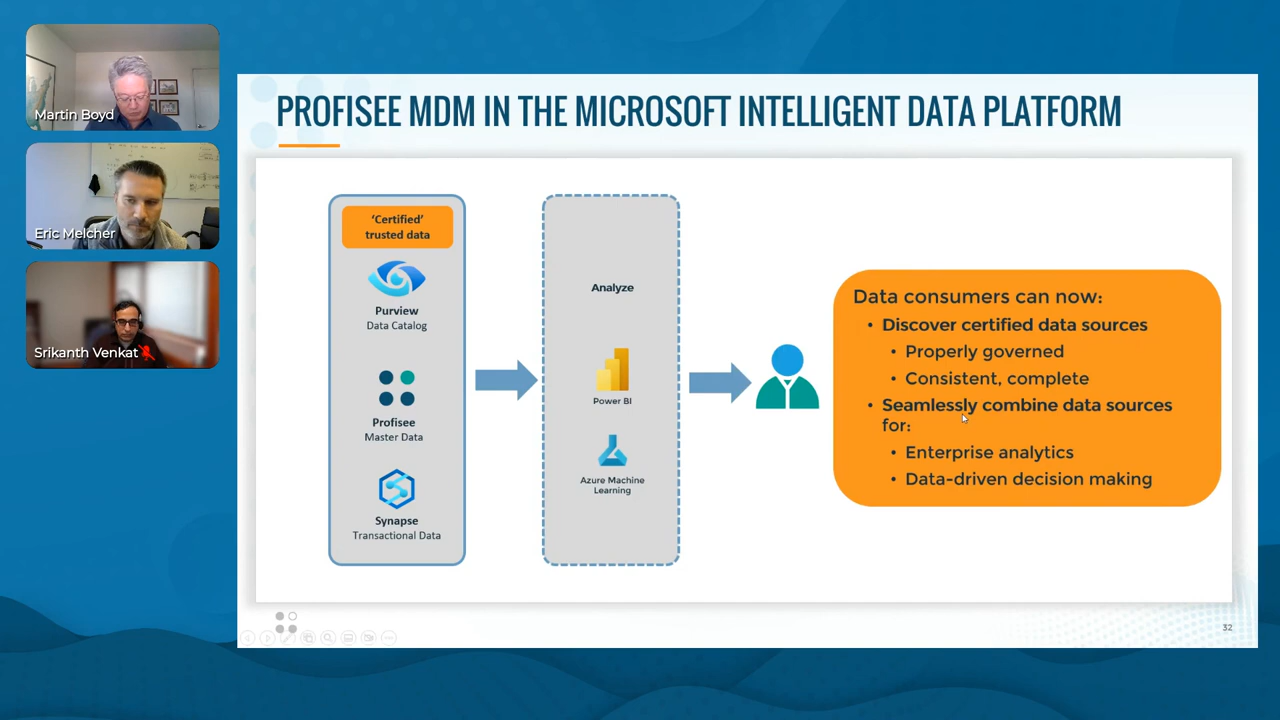 Martin Boyd
Eric Melcher
Srikanth Venkat
PROFISEE MDM IN THE MICROSOFT INTELLIGENT DATA PLATFORM
‘Certified’
trusted data
Purview
Data Catalog
Profisee
Master Data
Synapse
Transactional Data
Analyze
Power BI
Azure Machine
Learning
Data consumers can now:
• Discover certified data sources
• Properly governed
• Consistent, complete
• Seamlessly combine data sources
for:
• Enterprise analytics
• Data-driven decision making
32